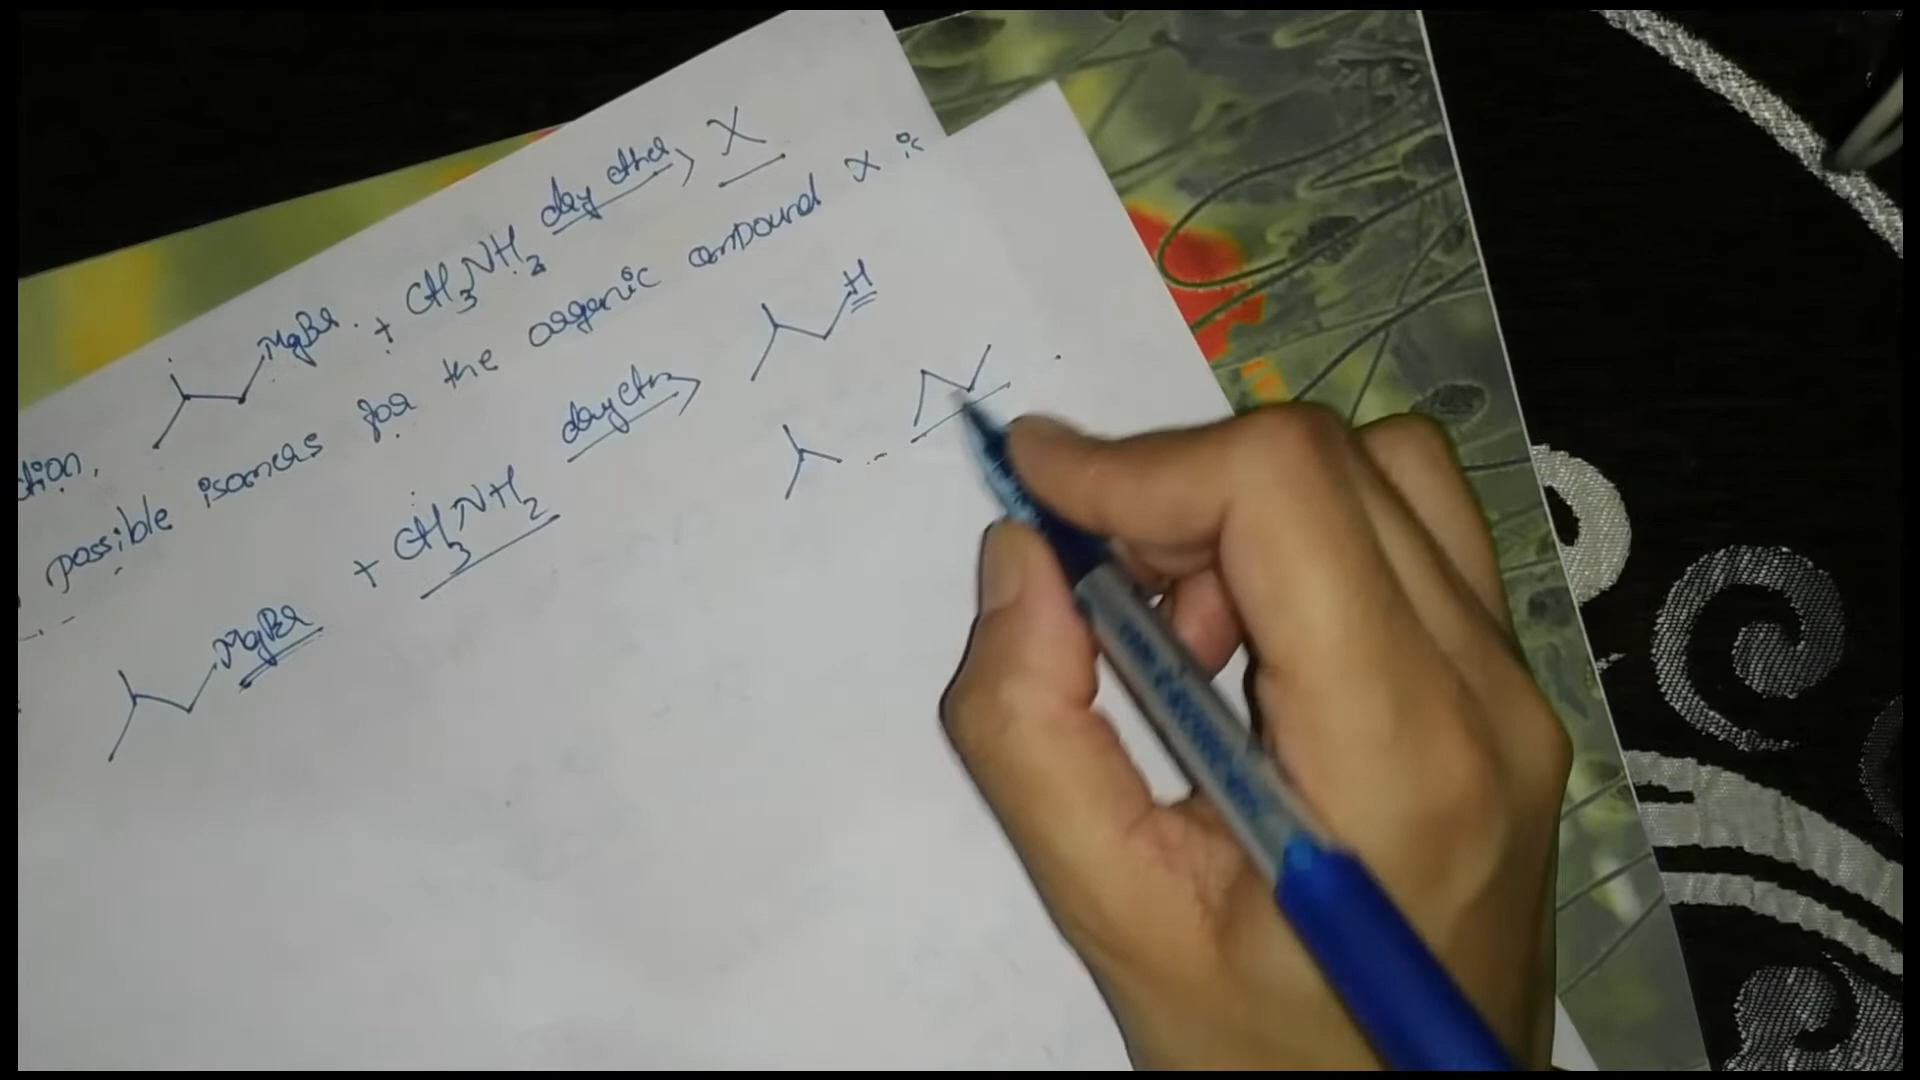 MgBr + CH3NH2 dry ether X
ction,
possible isomers for the organic compound X is
MgBr + CH3NH2 dry ether H